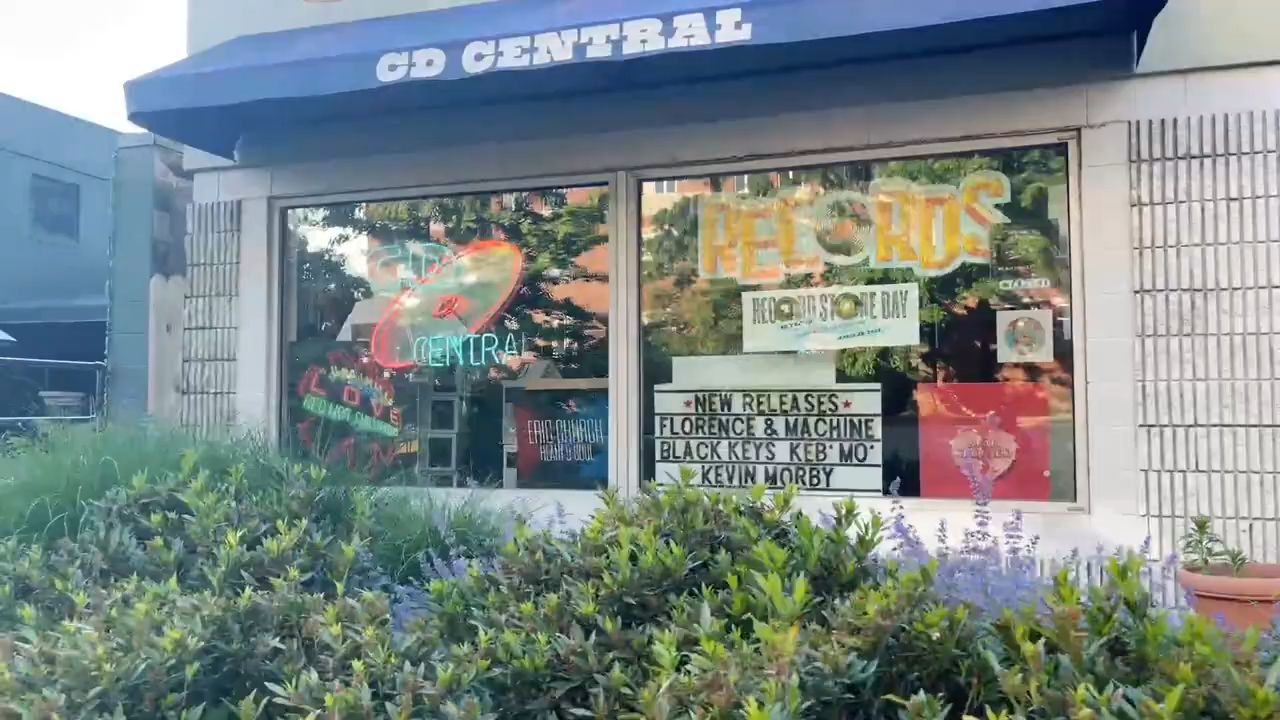 CD CENTRAL
RECORDS
RECORD STORE DAY
CD
CENTRAL
NEW RELEASES
FLORENCE & MACHINE
BLACK KEYS KEB' MO'
KEVIN MORBY
ERIC CHURCH
HEART & SOUL